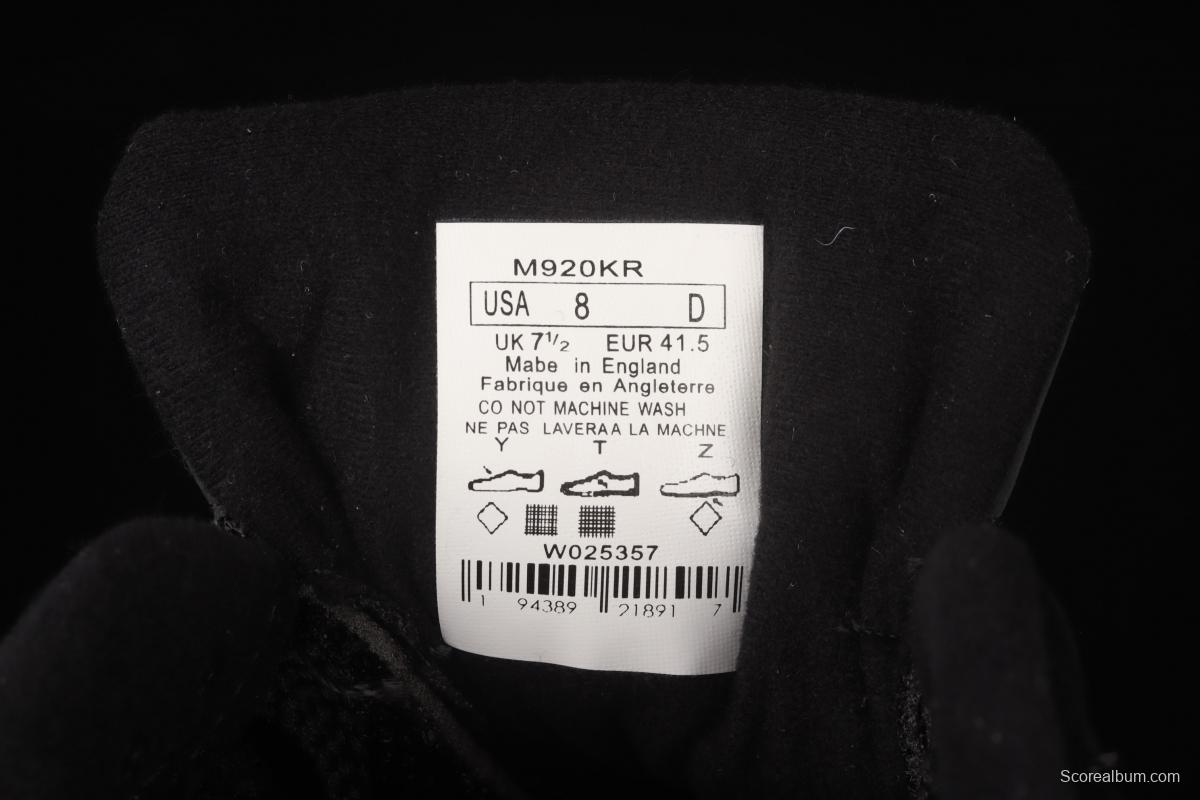 M920KR
USA 8 D
UK 7½ EUR 41.5
Mabe in England
Fabrique en Angleterre
CO NOT MACHINE WASH
NE PAS LAVERAA LA MACHNE
Y T Z
W025357
1 94389 21891 7
Scorealbum.com